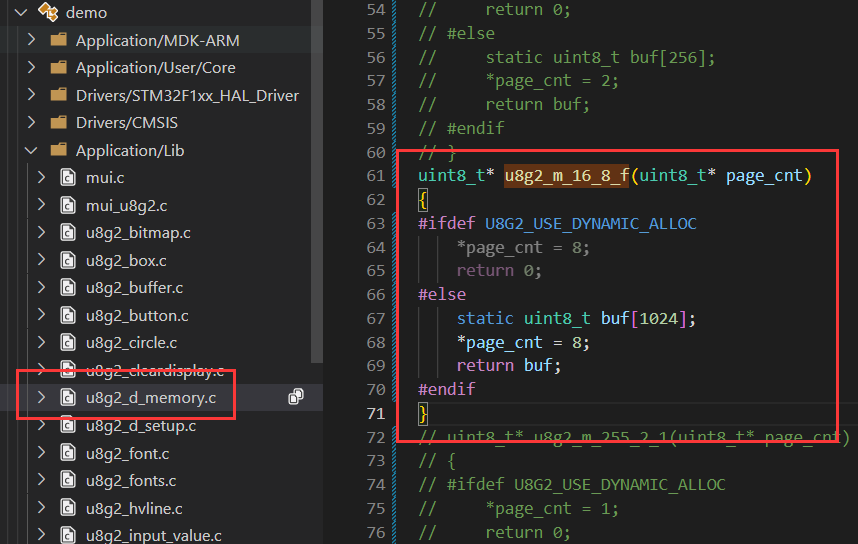 demo
Application/MDK-ARM
Application/User/Core
Drivers/STM32F1xx_HAL_Driver
Drivers/CMSIS
Application/Lib
mui.c
mui_u8g2.c
u8g2_bitmap.c
u8g2_box.c
u8g2_buffer.c
u8g2_button.c
u8g2_circle.c
u8g2_cleardisplay.c
u8g2_d_memory.c
u8g2_d_setup.c
u8g2_font.c
u8g2_fonts.c
u8g2_hvline.c
u8g2_input_value.c
54 // return 0;
55 // #else
56 // static uint8_t buf[256];
57 // *page_cnt = 2;
58 // return buf;
59 // #endif
60 // }
61 uint8_t* u8g2_m_16_8_f(uint8_t* page_cnt)
62 {
63 #ifdef U8G2_USE_DYNAMIC_ALLOC
64 *page_cnt = 8;
65 return 0;
66 #else
67 static uint8_t buf[1024];
68 *page_cnt = 8;
69 return buf;
70 #endif
71 }
72 // uint8_t* u8g2_m_255_2_1(uint8_t* page_cnt)
73 // {
74 // #ifdef U8G2_USE_DYNAMIC_ALLOC
75 // *page_cnt = 1;
76 // return 0;